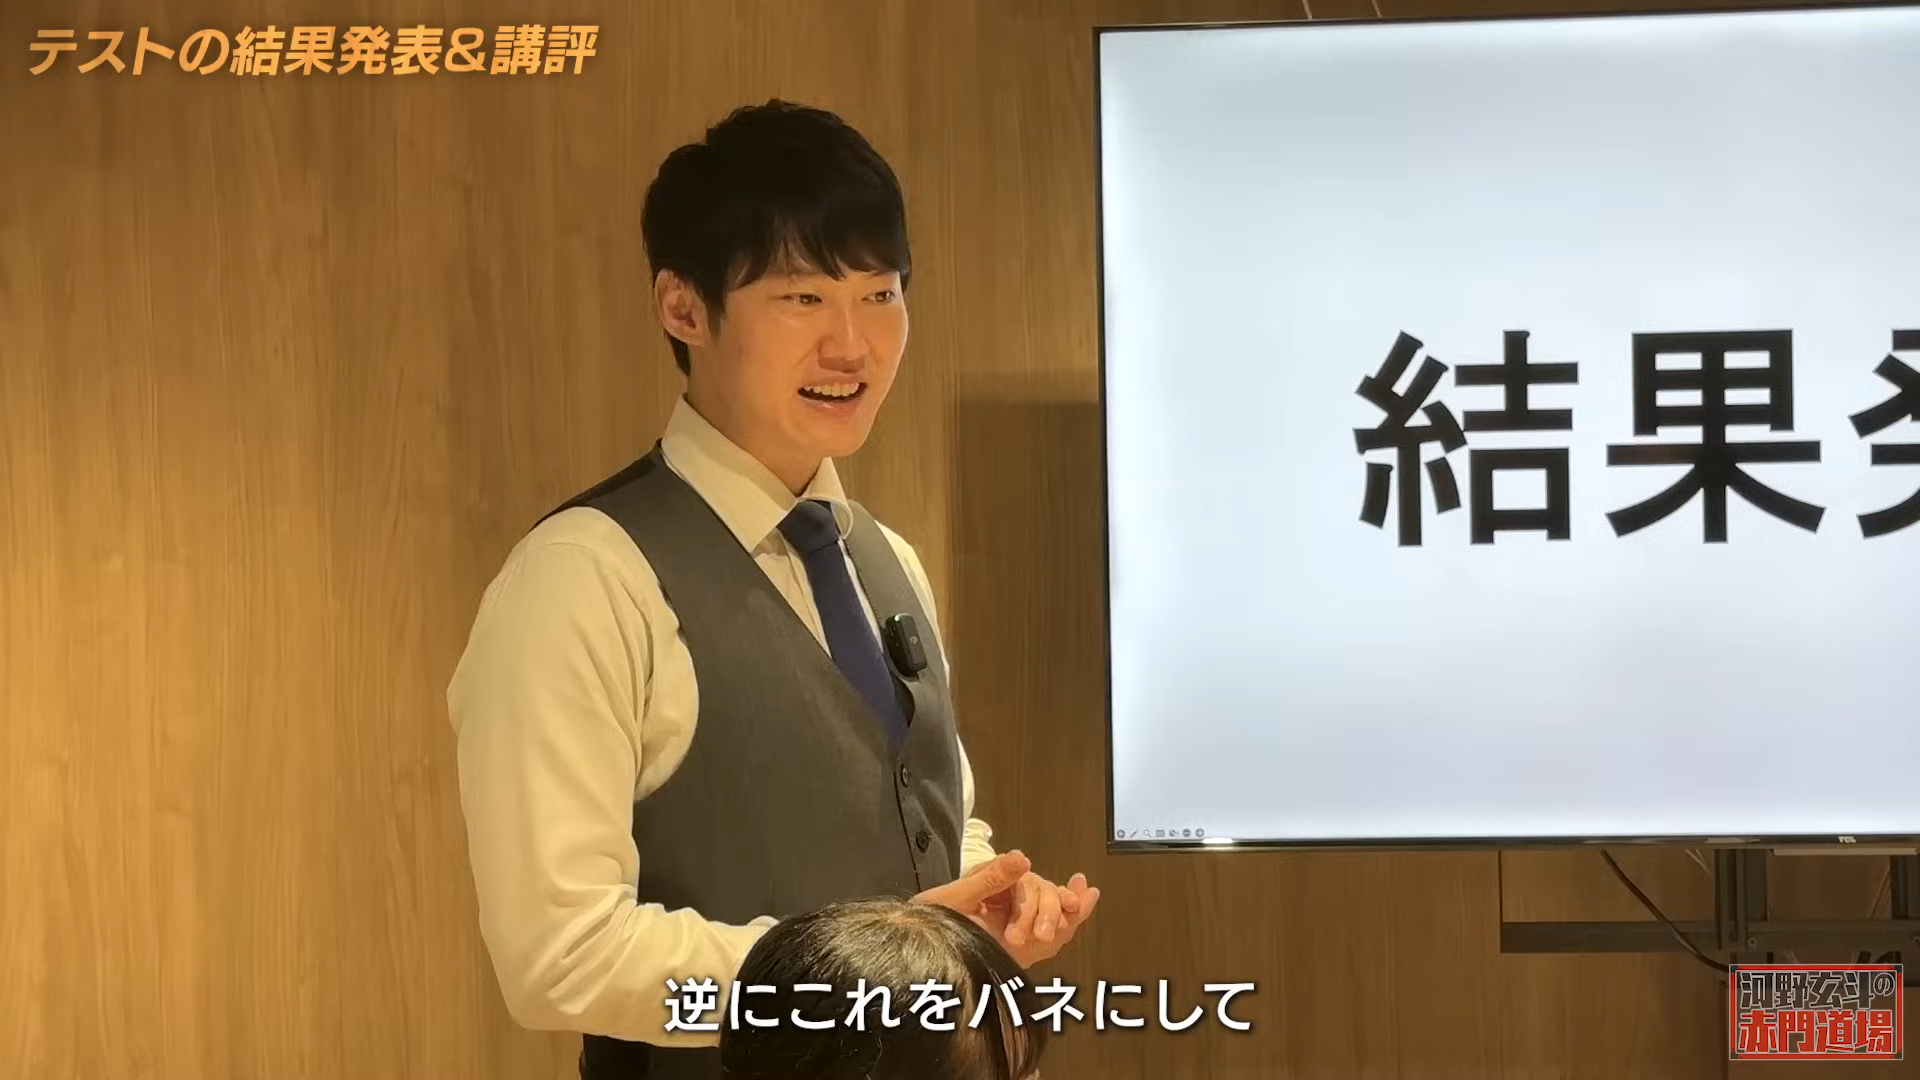 テストの結果発表&講評
結果
逆にこれをバネにして
河野玄斗の
赤門道場
TCL